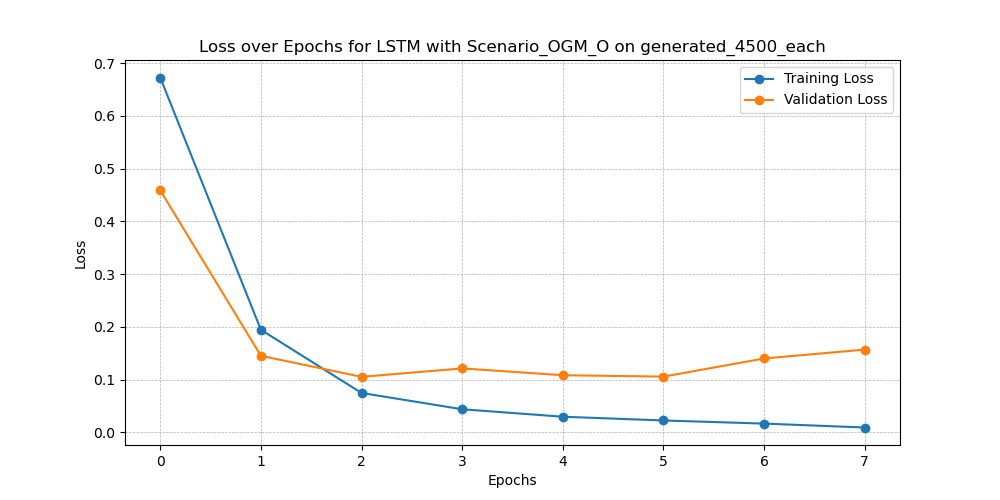 Loss over Epochs for LSTM with Scenario_OGM_O on generated_4500_each
Training Loss
Validation Loss
0.7
0.6
0.5
0.4
0.3
0.2
0.1
0.0
Loss
0 1 2 3 4 5 6 7
Epochs